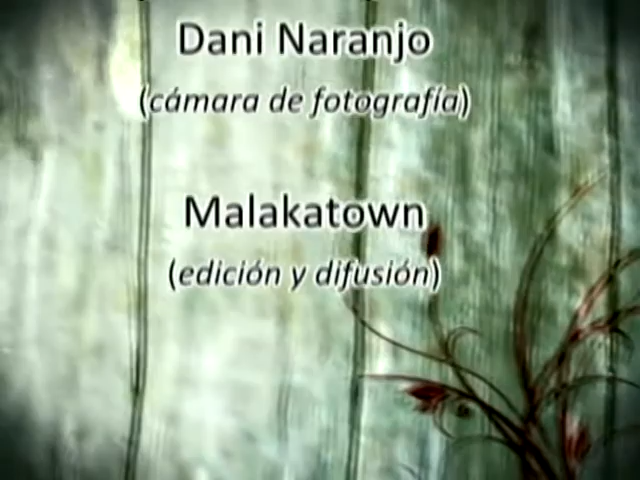 Dani Naranjo
(cámara de fotografía)
Malakatown
(edición y difusión)